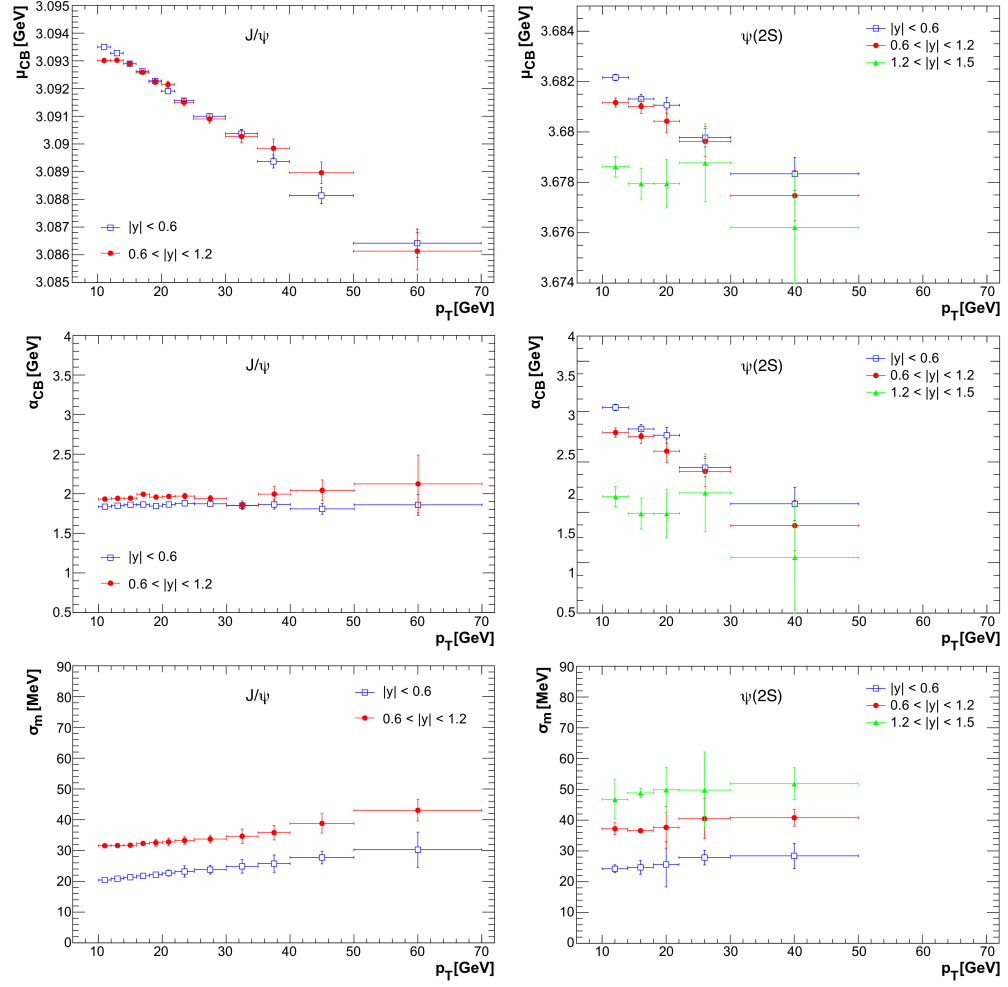 μCB [GeV]
3.095
3.094
3.093
3.092
3.091
3.09
3.089
3.088
3.087
3.086
3.085
J/ψ
|y| < 0.6
0.6 < |y| < 1.2
10 20 30 40 50 60 70
pT [GeV]
μCB [GeV]
3.684
3.682
3.68
3.678
3.676
3.674
ψ(2S)
|y| < 0.6
0.6 < |y| < 1.2
1.2 < |y| < 1.5
10 20 30 40 50 60 70
pT [GeV]
αCB [GeV]
4
3.5
3
2.5
2
1.5
1
0.5
J/ψ
|y| < 0.6
0.6 < |y| < 1.2
10 20 30 40 50 60 70
pT [GeV]
αCB [GeV]
4
3.5
3
2.5
2
1.5
1
0.5
ψ(2S)
|y| < 0.6
0.6 < |y| < 1.2
1.2 < |y| < 1.5
10 20 30 40 50 60 70
pT [GeV]
σm [MeV]
90
80
70
60
50
40
30
20
10
0
J/ψ
|y| < 0.6
0.6 < |y| < 1.2
10 20 30 40 50 60 70
pT [GeV]
σm [MeV]
90
80
70
60
50
40
30
20
10
0
ψ(2S)
|y| < 0.6
0.6 < |y| < 1.2
1.2 < |y| < 1.5
10 20 30 40 50 60 70
pT [GeV]